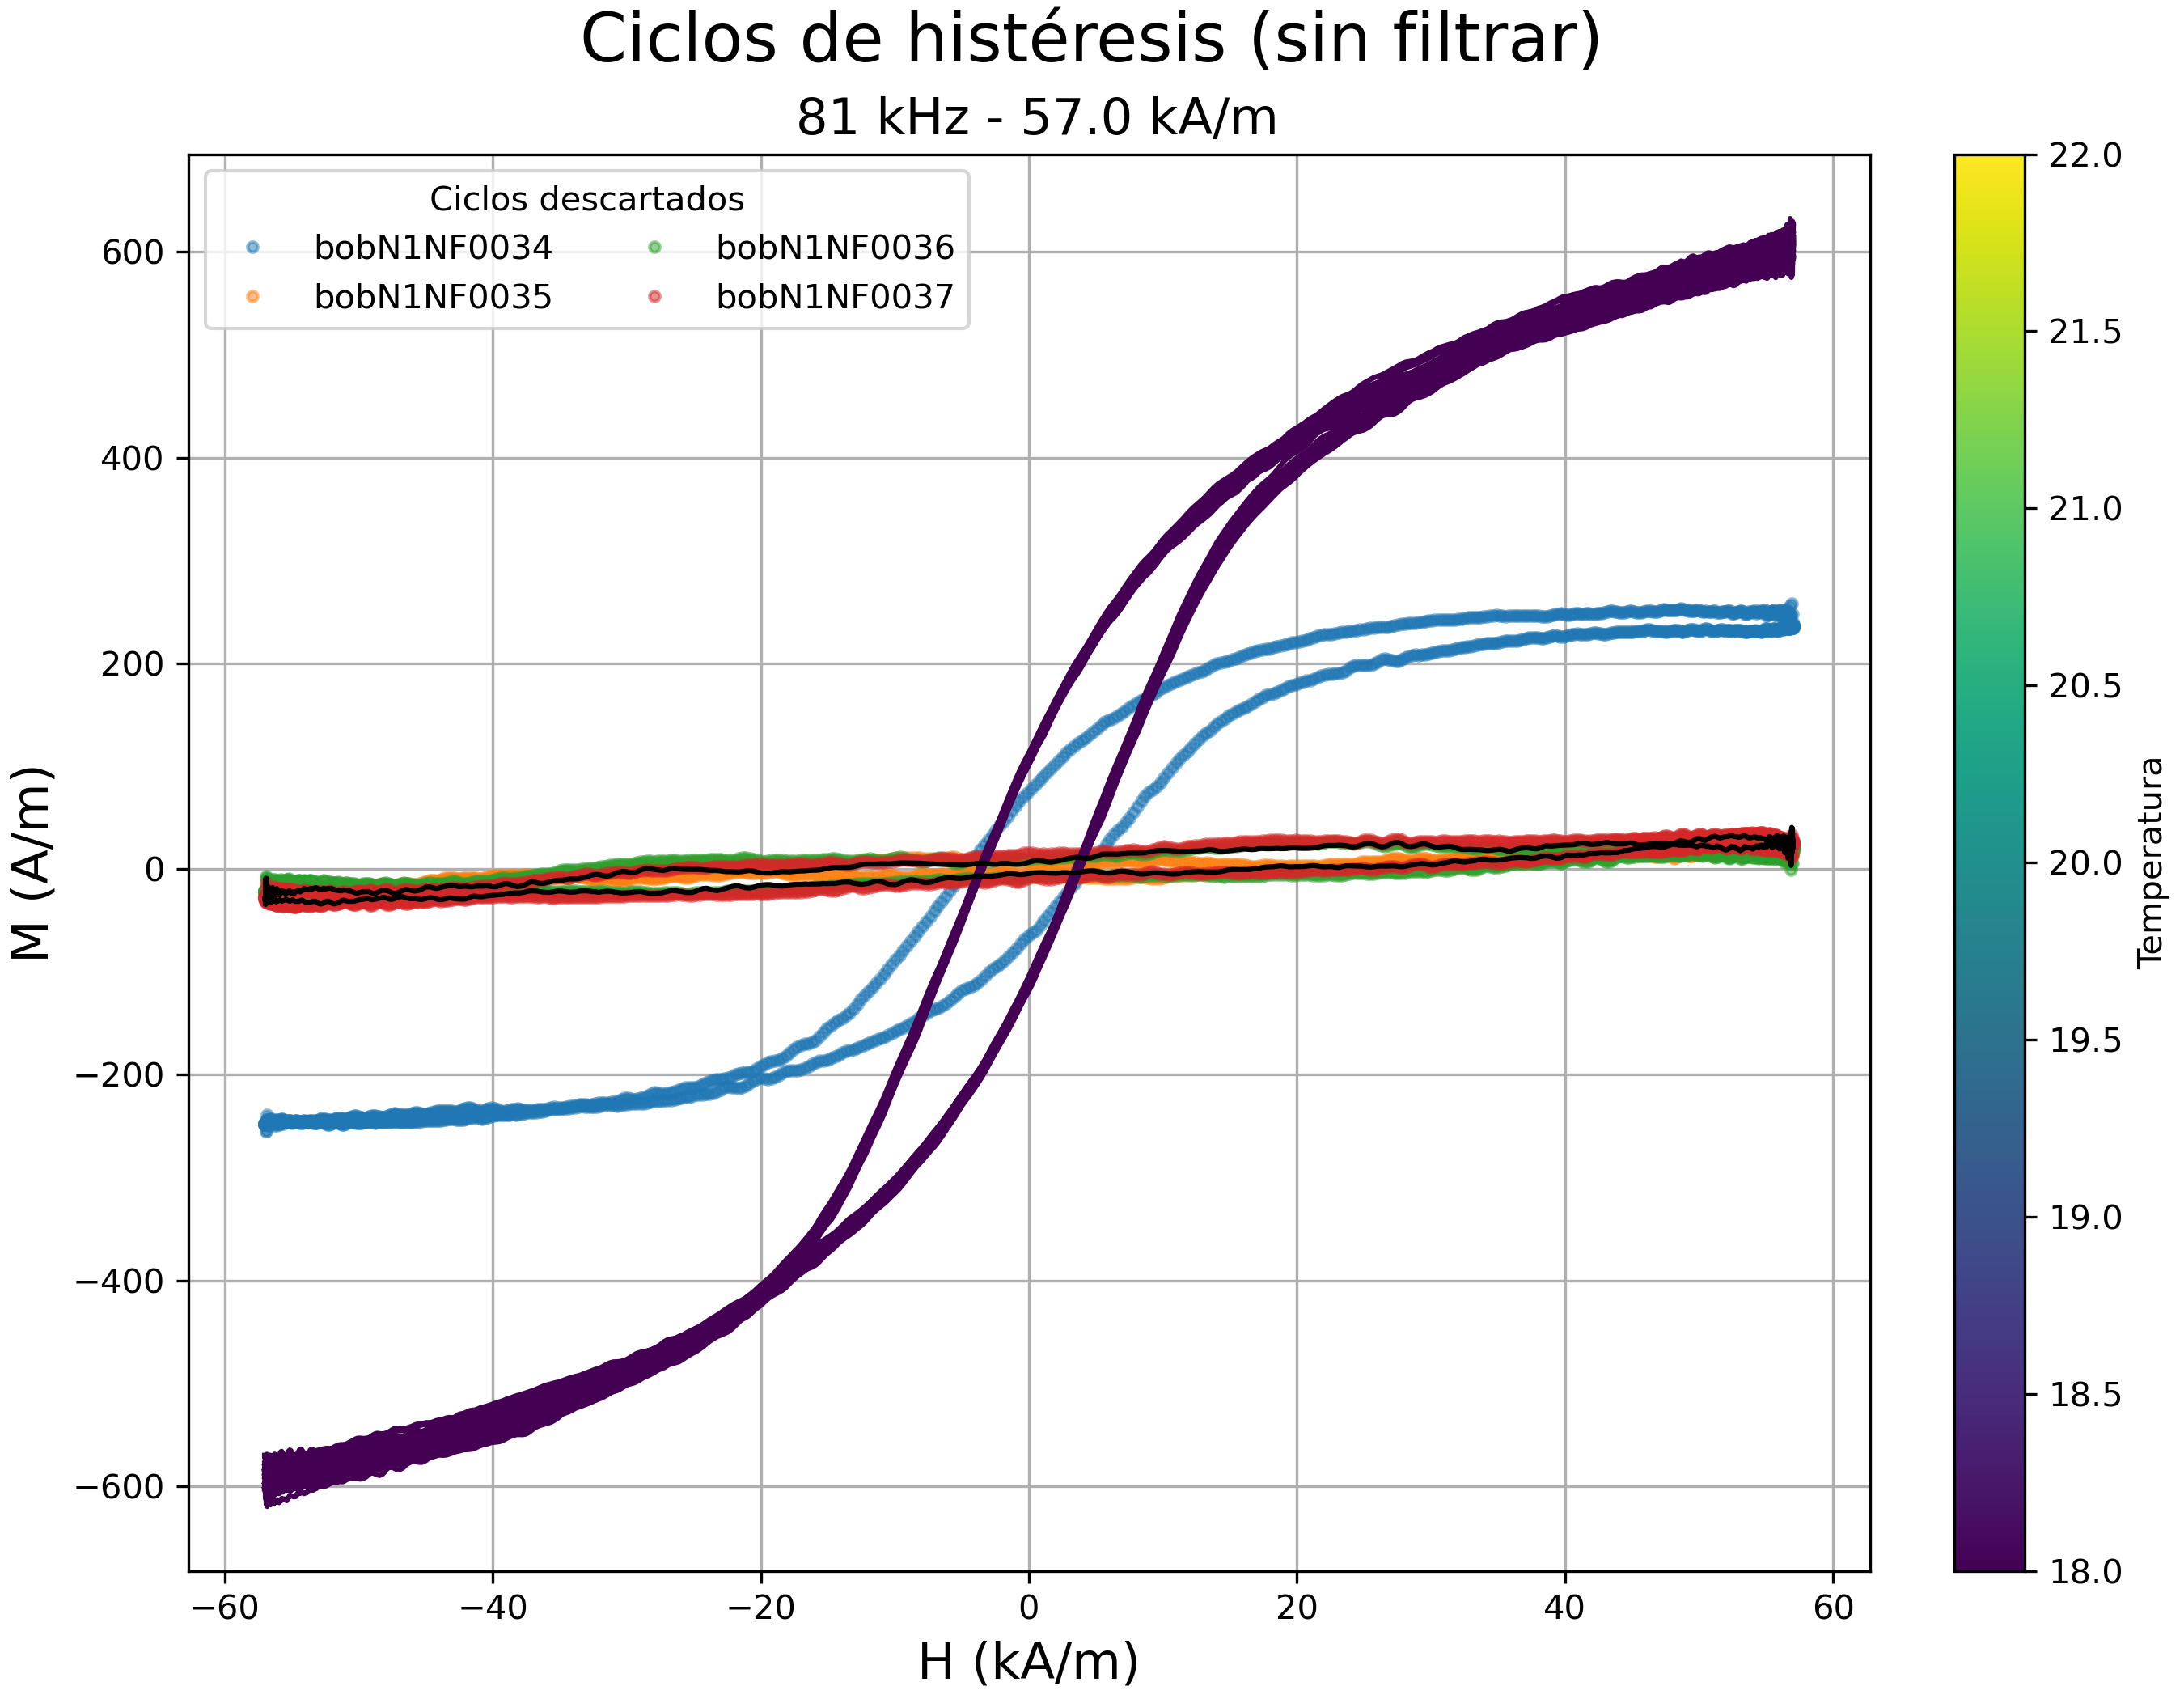 Ciclos de histéresis (sin filtrar)
81 kHz - 57.0 kA/m
Ciclos descartados
bobN1NF0034 bobN1NF0036
bobN1NF0035 bobN1NF0037
600
400
200
0
−200
−400
−600
M (A/m)
−60 −40 −20 0 20 40 60
H (kA/m)
22.0
21.5
21.0
20.5
20.0
19.5
19.0
18.5
18.0
Temperatura